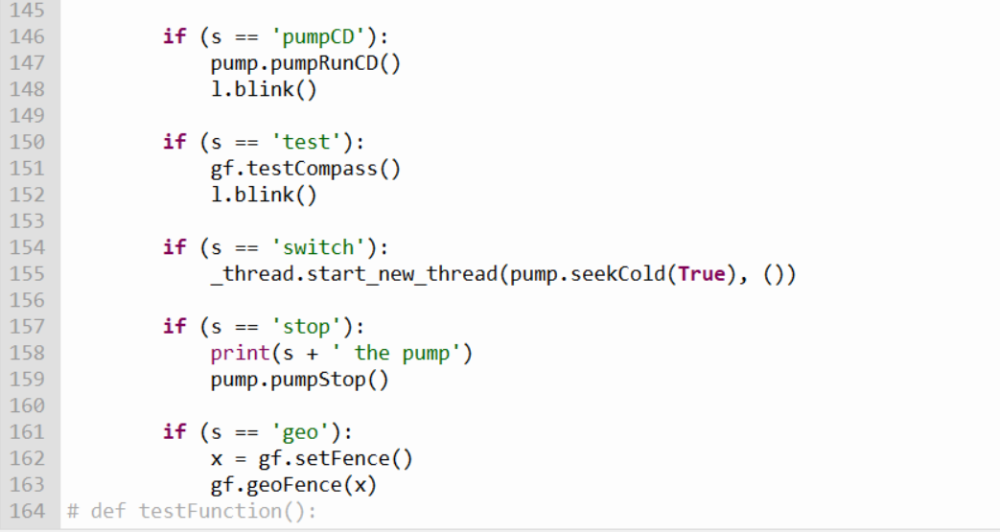 145
146 if (s == 'pumpCD'):
147 pump.pumpRunCD()
148 l.blink()
149
150 if (s == 'test'):
151 gf.testCompass()
152 l.blink()
153
154 if (s == 'switch'):
155 _thread.start_new_thread(pump.seekCold(True), ())
156
157 if (s == 'stop'):
158 print(s + ' the pump')
159 pump.pumpStop()
160
161 if (s == 'geo'):
162 x = gf.setFence()
163 gf.geoFence(x)
164 # def testFunction():